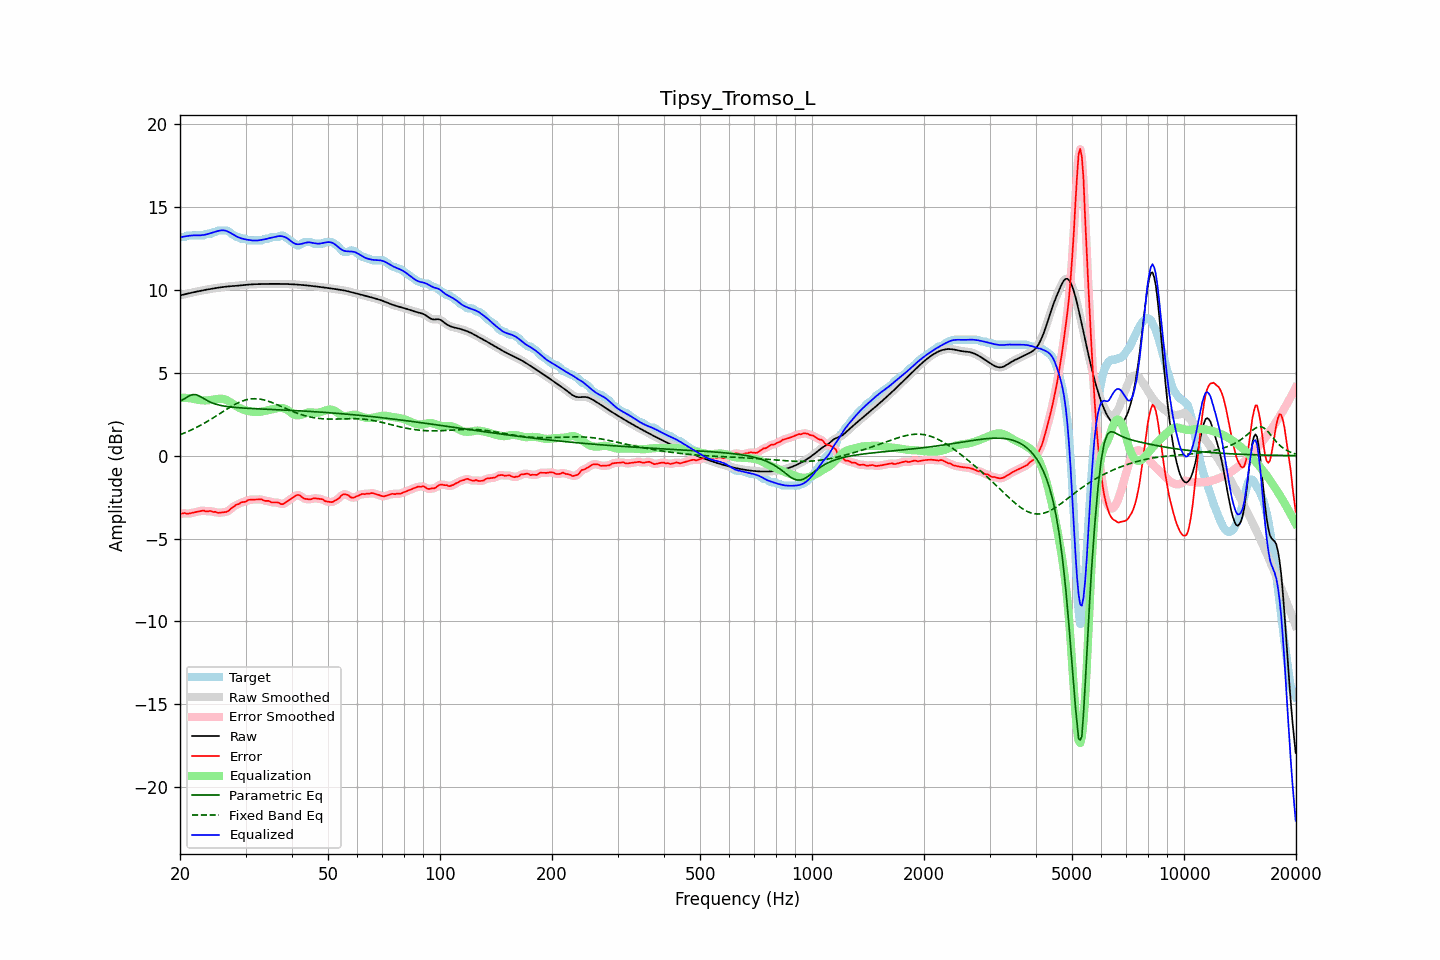 Tipsy_Tromso_L
Amplitude (dBr)
20
15
10
5
0
−5
−10
−15
−20
Target
Raw Smoothed
Error Smoothed
Raw
Error
Equalization
Parametric Eq
Fixed Band Eq
Equalized
20 50 100 200 500 1000 2000 5000 10000 20000
Frequency (Hz)